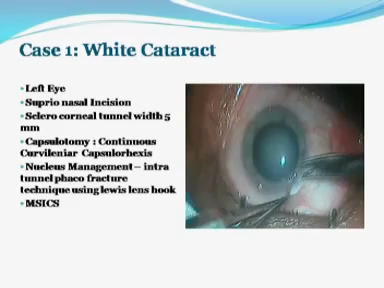 Case 1: White Cataract
Left Eye
Suprio nasal Incision
Sclero corneal tunnel width 5
mm
Capsulotomy : Continuous
Curvileniar Capsulorhexis
Nucleus Management – intra
tunnel phaco fracture
technique using lewis lens hook
MSICS